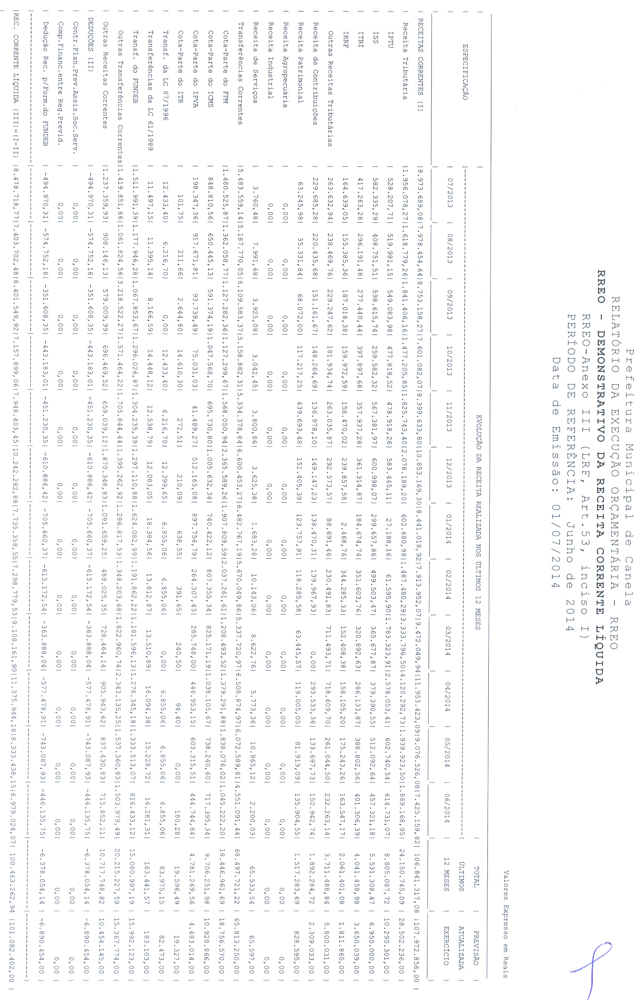 Prefeitura Municipal de Canela
RELATÓRIO DA EXECUÇÃO ORÇAMENTÁRIA - RREO
RREO - DEMONSTRATIVO DA RECEITA CORRENTE LÍQUIDA
RREO-Anexo III (LRF, Art.53, inciso I)
PERÍODO DE REFERÊNCIA: Junho de 2014
Data de Emissão: 01/07/2014
Valores Expresso em Reais
| | EVOLUÇÃO DA RECEITA REALIZADA NOS ÚLTIMOS 12 MESES | TOTAL | PREVISÃO |
| ESPECIFICAÇÃO | | ÚLTIMOS | ATUALIZADA |
| | 07/2013 | 08/2013 | 09/2013 | 10/2013 | 11/2013 | 12/2013 | 01/2014 | 02/2014 | 03/2014 | 04/2014 | 05/2014 | 06/2014 | 12 MESES | EXERCÍCIO |
|RECEITAS CORRENTES (I) |8.973.689,08|7.978.454,64|8.753.158,27|7.601.082,07|8.399.633,80|10.853.169,30|8.441.018,92|7.913.952,07|9.472.049,94|11.953.423,09|9.076.526,08|7.425.159,82| 106.841.317,08 |107.972.856,00 |
| Receita Tributária |1.956.078,27|1.618.779,26|1.841.406,16|1.477.205,85|1.825.743,40|2.078.189,20| 602.680,98|1.487.480,29|3.333.796,50|4.120.292,73|1.939.923,50|1.869.168,95| 24.150.745,09 | 28.502.236,00 |
| IPTU | 528.207,71| 519.981,15| 549.083,98| 477.818,52| 478.918,26| 583.445,11| 27.188,16| 61.595,90|1.783.323,91|2.578.053,41| 602.740,54| 614.731,07| 8.805.087,72 | 10.290.301,00 |
| ISS | 582.335,29| 408.751,51| 598.615,74| 259.582,32| 567.381,97| 600.998,07| 299.657,86| 499.503,47| 365.677,87| 379.390,55| 512.092,64| 457.321,18| 5.531.308,47 | 6.950.000,00 |
| ITBI | 417.263,28| 296.191,48| 277.440,44| 397.897,68| 357.937,28| 361.314,87| 184.674,74| 351.603,76| 320.892,63| 286.133,87| 388.802,56| 401.306,39| 4.041.458,98 | 3.650.039,00 |
| IRRF | 164.639,05| 155.385,36| 187.018,38| 159.972,59| 158.470,02| 239.857,58| 2.468,76| 344.285,33| 152.408,38| 158.105,20| 175.243,26| 163.547,17| 2.061.401,08 | 1.811.865,00 |
| Outras Receitas Tributárias | 263.632,94| 238.469,76| 229.247,62| 181.934,74| 263.035,87| 292.573,57| 88.691,46| 230.491,83| 711.493,71| 718.609,70| 261.044,50| 232.263,14| 3.711.488,84 | 5.800.031,00 |
| Receita de Contribuições | 229.685,28| 220.435,68| 151.161,67| 148.264,69| 136.978,10| 149.147,23| 138.470,31| 139.967,93| 0,00| 293.533,36| 133.697,73| 150.942,74| 1.892.284,72 | 2.309.033,00 |
| Receita Patrimonial | 63.245,98| 35.331,84| 68.072,00| 117.217,25| 439.693,48| 151.405,39| 123.757,91| 118.285,58| 63.445,57| 119.005,05| 81.919,09| 135.904,55| 1.517.283,69 | 828.595,00 |
| Receita Agropecuária | 0,00| 0,00| 0,00| 0,00| 0,00| 0,00| 0,00| 0,00| 0,00| 0,00| 0,00| 0,00| 0,00 | 0,00 |
| Receita Industrial | 0,00| 0,00| 0,00| 0,00| 0,00| 0,00| 0,00| 0,00| 0,00| 0,00| 0,00| 0,00| 0,00 | 0,00 |
| Receita de Serviços | 3.760,48| 7.991,68| 3.925,08| 3.042,45| 3.800,86| 3.625,38| 1.683,28| 10.143,06| 8.622,76| 5.773,36| 10.965,12| 2.200,03| 65.533,54 | 65.597,00 |
| Transferências Correntes |5.483.559,14|5.187.770,05|6.109.583,37|5.158.882,31|5.334.378,84|6.600.453,27|6.482.767,19|5.670.049,86|5.337.720,97|6.508.874,97|6.072.589,81|4.551.091,44| 68.497.721,22 | 65.813.250,00 |
| Cota-Parte do FPM |1.480.525,87|1.362.058,77|1.127.282,36|1.127.299,67|1.568.050,94|2.365.589,26|1.907.809,59|2.037.261,61|1.208.493,52|1.379.291,88|1.838.076,02|1.045.222,20| 18.446.961,69 | 18.756.570,00 |
| Cota-Parte do ICMS | 848.810,56| 650.445,13| 591.374,19|1.047.568,70| 695.730,80|1.005.632,34| 740.422,12| 807.355,34| 825.171,19|1.038.105,67| 738.240,60| 717.395,34| 9.706.251,98 | 10.928.866,00 |
| Cota-Parte do IPVA | 198.347,36| 917.671,81| 93.739,49| 75.031,03| 41.489,27| 512.165,08| 897.756,79| 264.307,43| 285.748,00| 446.953,15| 603.315,51| 444.744,64| 4.781.269,56 | 4.483.014,00 |
| Cota-Parte do ITR | 101,75| 211,66| 2.644,80| 14.610,30| 272,51| 210,09| 638,55| 391,65| 240,50| 94,40| 0,00| 180,28| 19.596,49 | 19.327,00 |
| Transf. da LC 87/1996 | 12.433,40| 6.216,70| 0,00| 12.433,40| 6.216,70| 12.399,65| 6.855,06| 6.855,06| 0,00| 6.855,06| 6.855,06| 6.855,06| 83.975,15 | 82.473,00 |
| Transferências da LC 61/1989 | 11.497,15| 11.395,14| 8.166,59| 14.448,12| 12.538,79| 12.083,05| 18.384,56| 13.812,87| 13.510,89| 16.094,38| 15.228,72| 16.281,31| 163.441,57 | 183.103,00 |
| Transf. do FUNDEB |1.511.991,39|1.177.946,28|1.067.853,67|1.296.026,87|1.304.235,39|1.297.110,88|1.624.082,99|1.191.862,22|1.181.596,13|1.278.345,18|1.333.513,07| 816.433,12| 15.080.997,19 | 15.992.123,00 |
| Outras Transferências Correntes|1.419.851,66|1.061.824,56|3.218.522,27|1.571.464,22|1.705.844,44|1.395.262,92|1.286.817,53|1.348.203,68|1.822.960,74|2.343.135,25|1.537.360,83|1.503.979,49| 20.215.227,59 | 15.367.774,00 |
| Outras Receitas Correntes |1.237.359,93| 908.146,13| 579.009,99| 696.469,52| 659.039,12|1.870.348,83|1.091.659,25| 488.025,35| 728.464,14| 905.943,62| 837.430,83| 715.852,11| 10.717.748,82 | 10.454.145,00 |
|DEDUÇÕES (II) | -494.970,31| -574.752,16| -351.608,35| -443.183,01| -451.230,35| -610.886,42| -705.660,37| -615.172,54| -363.888,04| -577.478,91| -743.087,93| -446.135,75| -6.378.054,14 | -6.890.454,00 |
| Contr.Plan.Prev.Assis.Soc.Serv. | 0,00| 0,00| 0,00| 0,00| 0,00| 0,00| 0,00| 0,00| 0,00| 0,00| 0,00| 0,00| 0,00 | 0,00 |
| Comp.Financ.entre Reg.Previd. | 0,00| 0,00| 0,00| 0,00| 0,00| 0,00| 0,00| 0,00| 0,00| 0,00| 0,00| 0,00| 0,00 | 0,00 |
| Dedução Rec. p/Form.do FUNDEB | -494.970,31| -574.752,16| -351.608,35| -443.183,01| -451.230,35| -610.886,42| -705.660,37| -615.172,54| -363.888,04| -577.478,91| -743.087,93| -446.135,75| -6.378.054,14 | -6.890.454,00 |
|REC. CORRENTE LÍQUIDA (III)=(I-II) |8.478.718,77|7.403.702,48|8.401.549,92|7.157.899,06|7.948.403,45|10.242.282,88|7.735.358,55|7.298.779,53|9.108.161,90|11.375.944,18|8.333.438,15|6.979.024,07| 100.463.262,94 |101.082.402,00 |